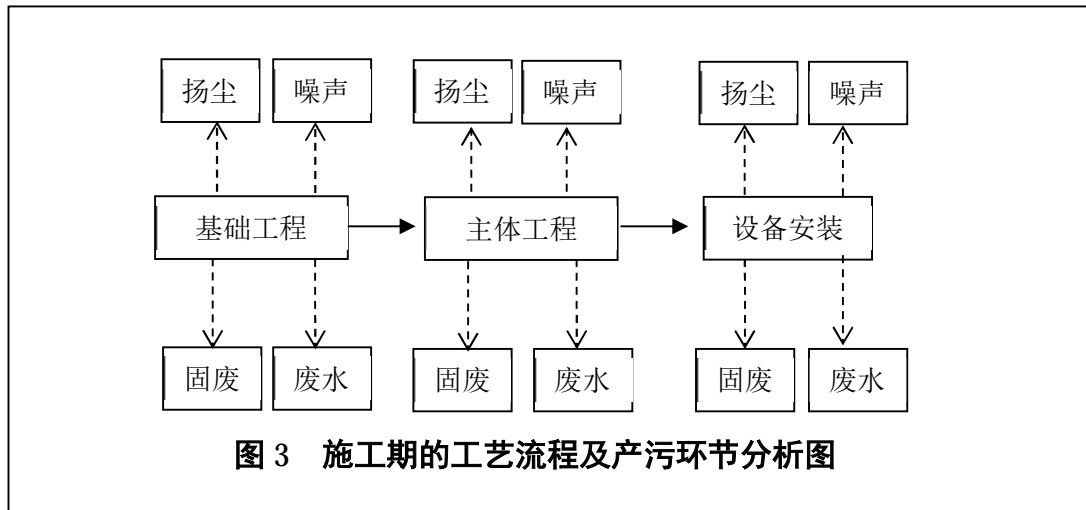 扬尘 噪声 扬尘 噪声 扬尘 噪声
基础工程 主体工程 设备安装
固废 废水 固废 废水 固废 废水
图 3 施工期的工艺流程及产污环节分析图